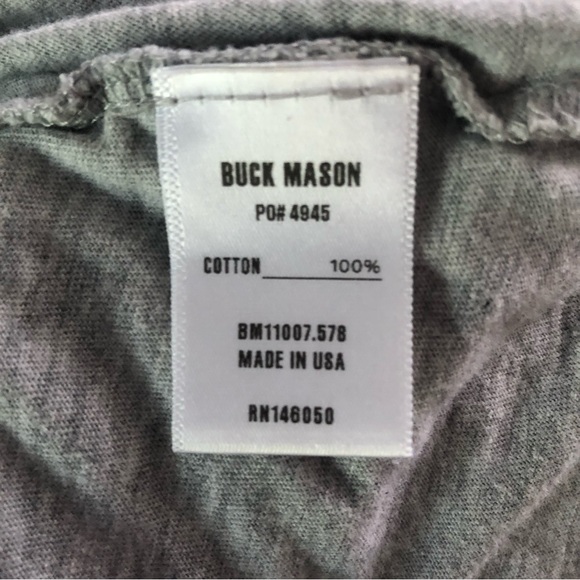 BUCK MASON
PO# 4945
COTTON 100%
BM11007.578
MADE IN USA
RN146050